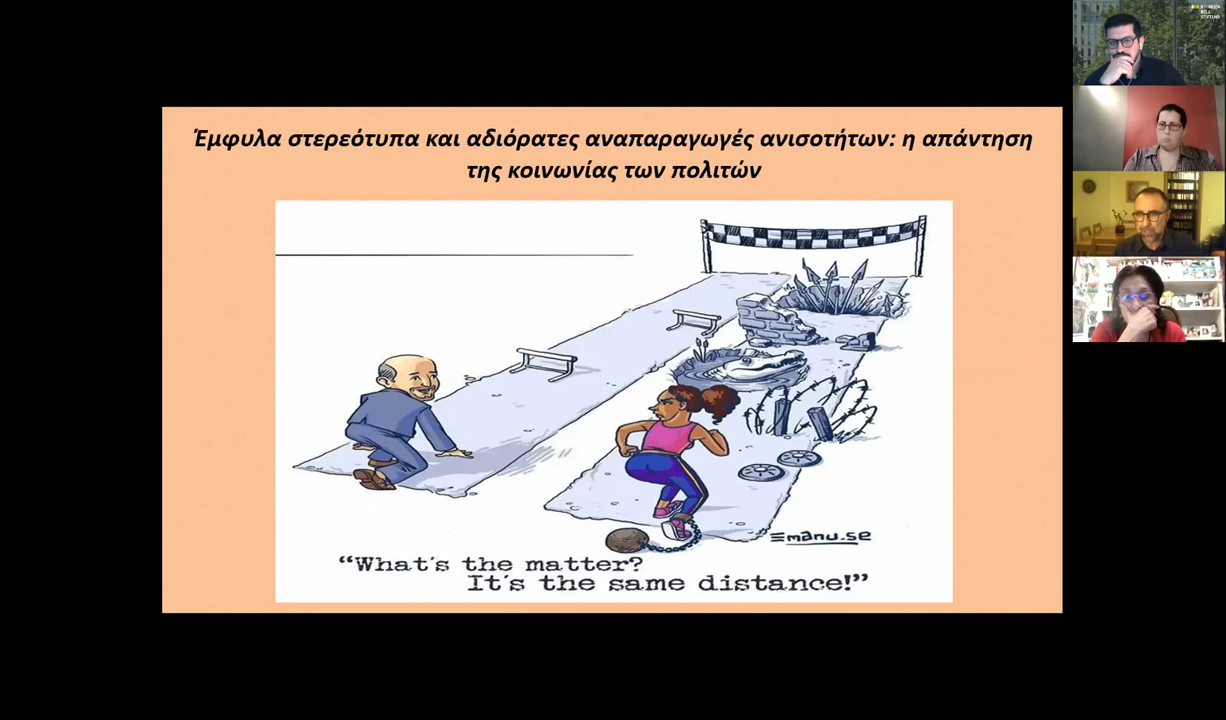 Έμφυλα στερεότυπα και αδιόρατες αναπαραγωγές ανισοτήτων: η απάντηση
της κοινωνίας των πολιτών
manu.se
“What´s the matter?
It´s the same distance!”